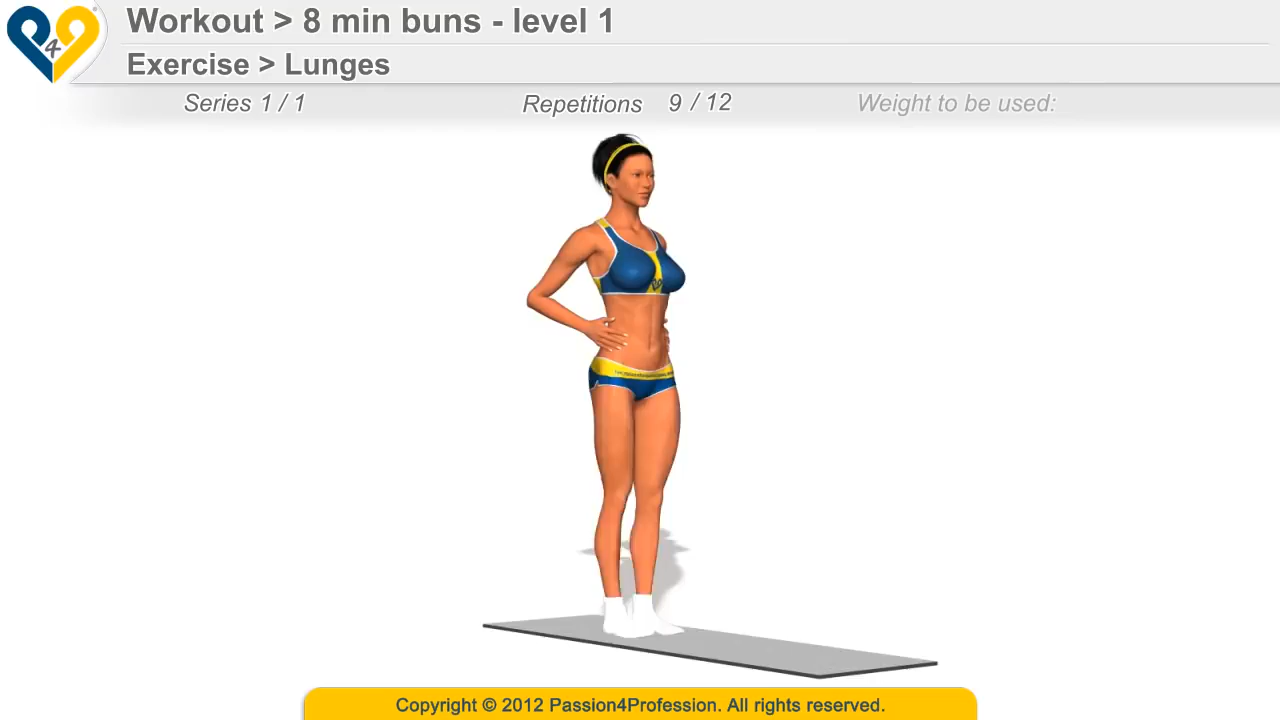 Workout > 8 min buns - level 1
Exercise > Lunges
Series 1 / 1
Repetitions 9 / 12
Weight to be used:
P4P
Copyright © 2012 Passion4Profession. All rights reserved.